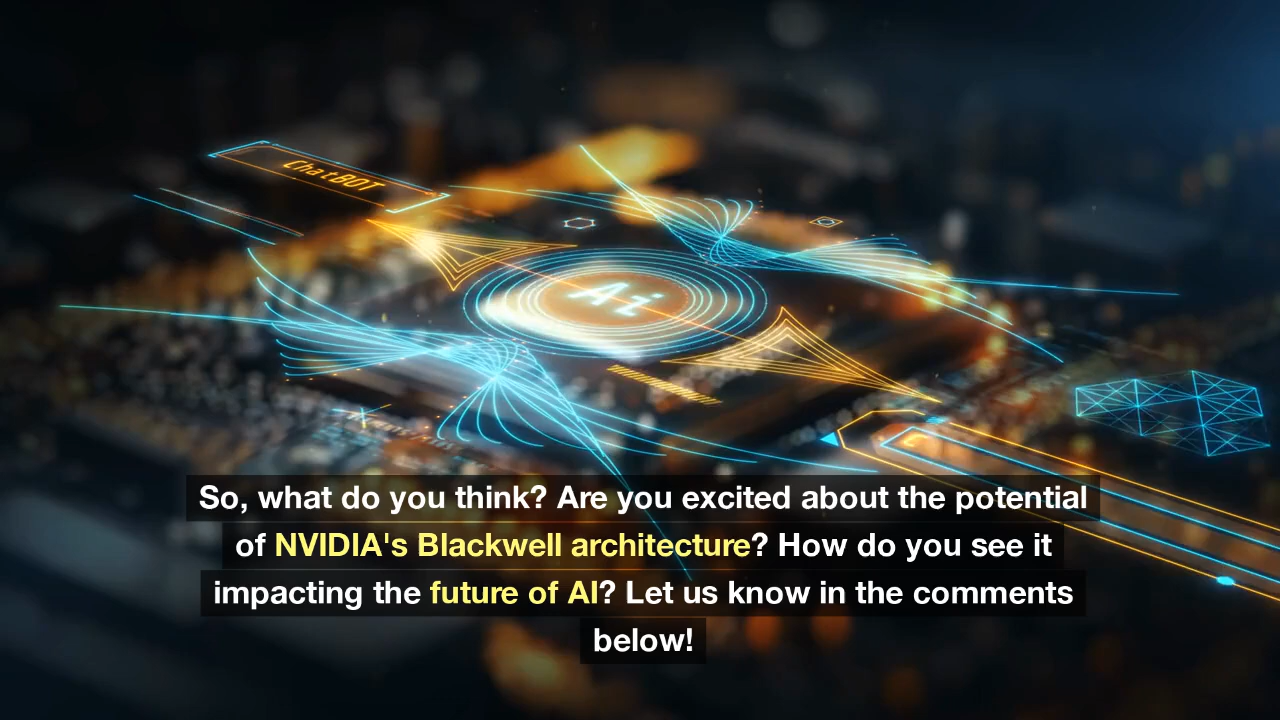 ChatBOT
Ai
So, what do you think? Are you excited about the potential
of NVIDIA's Blackwell architecture? How do you see it
impacting the future of AI? Let us know in the comments
below!